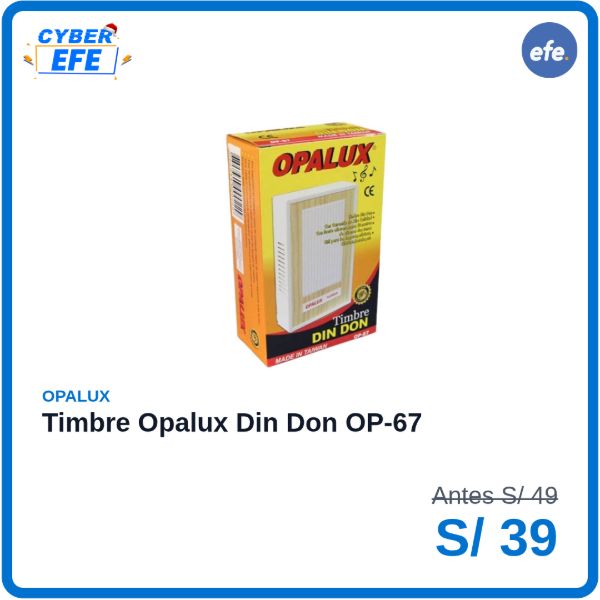 CYBER
EFE
efe.
OPALUX
CE
OPALUX
Timbre
DIN DON
OP-67
MADE IN TAIWAN
OPALUX
Timbre Opalux Din Don OP-67
Antes S/ 49
S/ 39